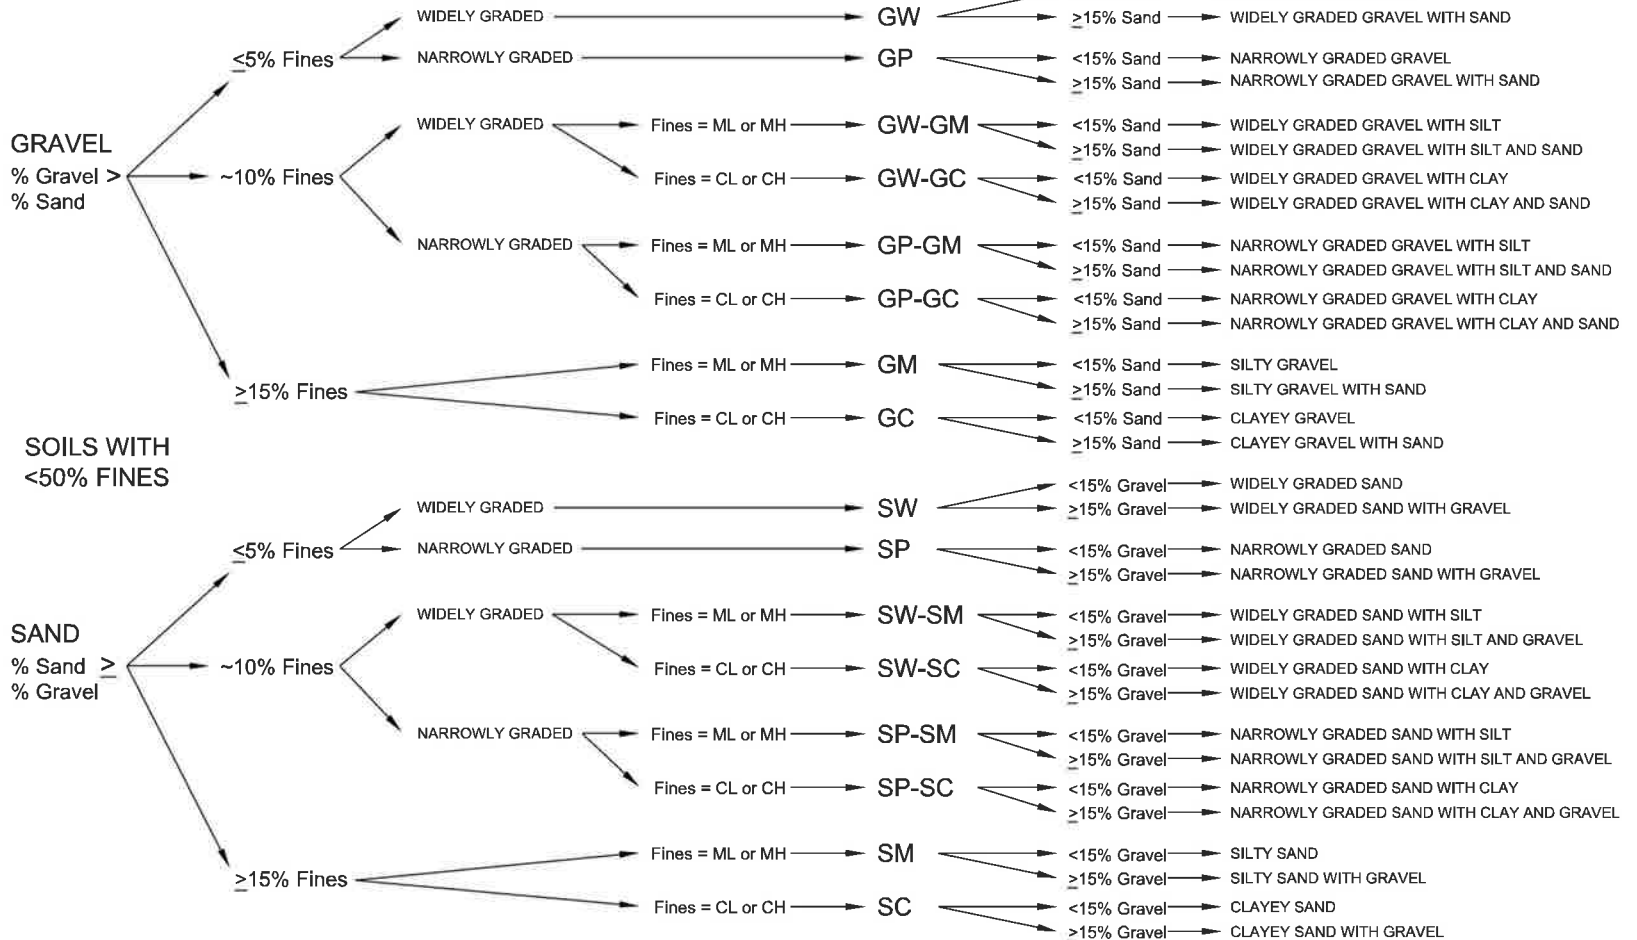 WIDELY GRADED GW ≥15% Sand WIDELY GRADED GRAVEL WITH SAND
≤5% Fines NARROWLY GRADED GP <15% Sand NARROWLY GRADED GRAVEL
≥15% Sand NARROWLY GRADED GRAVEL WITH SAND
WIDELY GRADED Fines = ML or MH GW-GM <15% Sand WIDELY GRADED GRAVEL WITH SILT
GRAVEL ≥15% Sand WIDELY GRADED GRAVEL WITH SILT AND SAND
% Gravel > ~10% Fines Fines = CL or CH GW-GC <15% Sand WIDELY GRADED GRAVEL WITH CLAY
% Sand ≥15% Sand WIDELY GRADED GRAVEL WITH CLAY AND SAND
NARROWLY GRADED Fines = ML or MH GP-GM <15% Sand NARROWLY GRADED GRAVEL WITH SILT
≥15% Sand NARROWLY GRADED GRAVEL WITH SILT AND SAND
Fines = CL or CH GP-GC <15% Sand NARROWLY GRADED GRAVEL WITH CLAY
≥15% Sand NARROWLY GRADED GRAVEL WITH CLAY AND SAND
Fines = ML or MH GM <15% Sand SILTY GRAVEL
≥15% Fines ≥15% Sand SILTY GRAVEL WITH SAND
Fines = CL or CH GC <15% Sand CLAYEY GRAVEL
≥15% Sand CLAYEY GRAVEL WITH SAND
SOILS WITH
<50% FINES
<15% Gravel WIDELY GRADED SAND
WIDELY GRADED SW ≥15% Gravel WIDELY GRADED SAND WITH GRAVEL
≤5% Fines NARROWLY GRADED SP <15% Gravel NARROWLY GRADED SAND
≥15% Gravel NARROWLY GRADED SAND WITH GRAVEL
WIDELY GRADED Fines = ML or MH SW-SM <15% Gravel WIDELY GRADED SAND WITH SILT
SAND ≥15% Gravel WIDELY GRADED SAND WITH SILT AND GRAVEL
% Sand ≥ ~10% Fines Fines = CL or CH SW-SC <15% Gravel WIDELY GRADED SAND WITH CLAY
% Gravel ≥15% Gravel WIDELY GRADED SAND WITH CLAY AND GRAVEL
NARROWLY GRADED Fines = ML or MH SP-SM <15% Gravel NARROWLY GRADED SAND WITH SILT
≥15% Gravel NARROWLY GRADED SAND WITH SILT AND GRAVEL
Fines = CL or CH SP-SC <15% Gravel NARROWLY GRADED SAND WITH CLAY
≥15% Gravel NARROWLY GRADED SAND WITH CLAY AND GRAVEL
Fines = ML or MH SM <15% Gravel SILTY SAND
≥15% Fines ≥15% Gravel SILTY SAND WITH GRAVEL
Fines = CL or CH SC <15% Gravel CLAYEY SAND
>15% Gravel CLAYEY SAND WITH GRAVEL